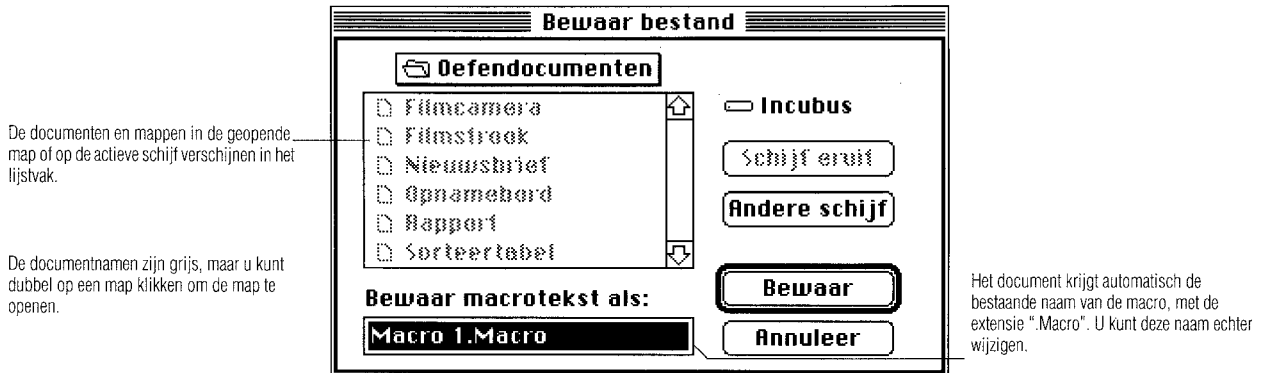 Bewaar bestand
Oefendocumenten
Filmcamera
Filmstrook
Nieuwsbrief
Opnamebord
Rapport
Sorteertabel
Incubus
Schijf eruit
Andere schijf
Bewaar macrotekst als:
Macro 1.Macro
Bewaar
Annuleer
De documenten en mappen in de geopende
map of op de actieve schijf verschijnen in het
lijstvak.
De documentnamen zijn grijs, maar u kunt
dubbel op een map klikken om de map te
openen.
Het document krijgt automatisch de
bestaande naam van de macro, met de
extensie ".Macro". U kunt deze naam echter
wijzigen.